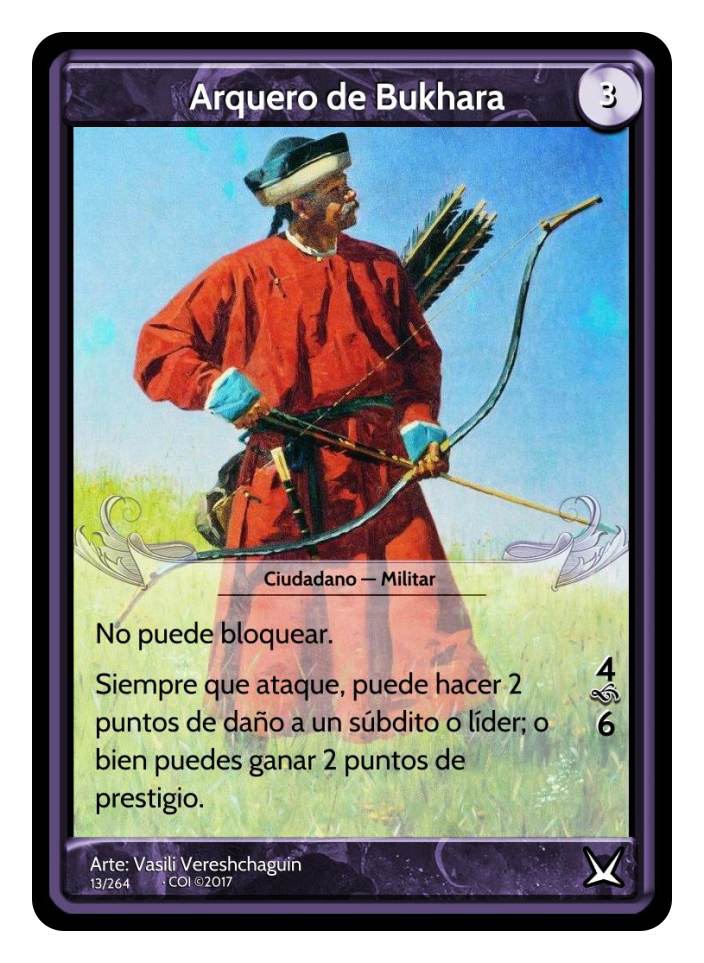 Arquero de Bukhara
3
Ciudadano — Militar
No puede bloquear.
Siempre que ataque, puede hacer 2
puntos de daño a un súbdito o líder; o
bien puedes ganar 2 puntos de
prestigio.
4
6
Arte: Vasili Vereshchaguin
13/264 · COI ©2017